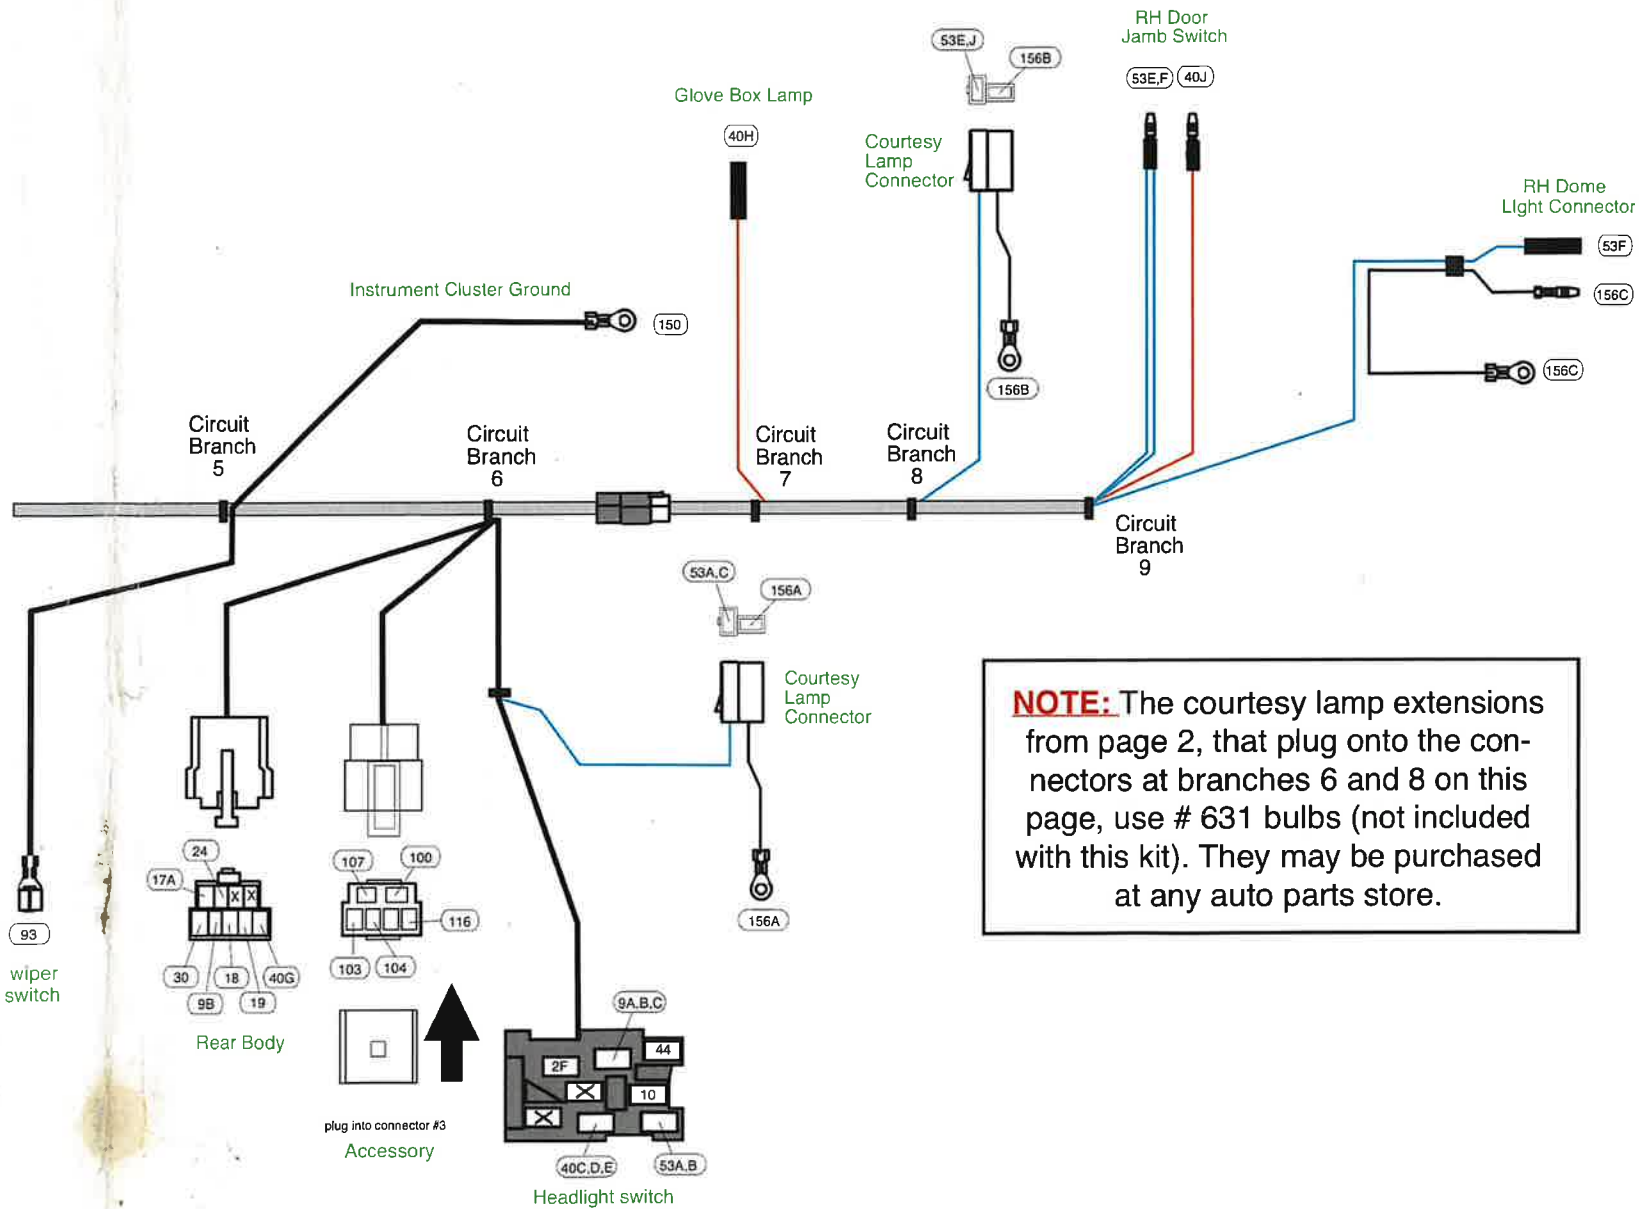 RH Door
Jamb Switch
53E,J
156B
53E,F
40J
Glove Box Lamp
40H
Courtesy
Lamp
Connector
RH Dome
LIght Connector
53F
156C
156C
Instrument Cluster Ground
150
156B
Circuit
Branch
5
Circuit
Branch
6
Circuit
Branch
7
Circuit
Branch
8
Circuit
Branch
9
53A,C
156A
Courtesy
Lamp
Connector
156A
NOTE: The courtesy lamp extensions
from page 2, that plug onto the con-
nectors at branches 6 and 8 on this
page, use # 631 bulbs (not included
with this kit). They may be purchased
at any auto parts store.
93
wiper
switch
24
17A
X X
30
9B
18
19
40G
Rear Body
107
100
116
103
104
plug into connector #3
Accessory
9A,B,C
44
2F
X
10
X
40C,D,E
53A,B
Headlight switch